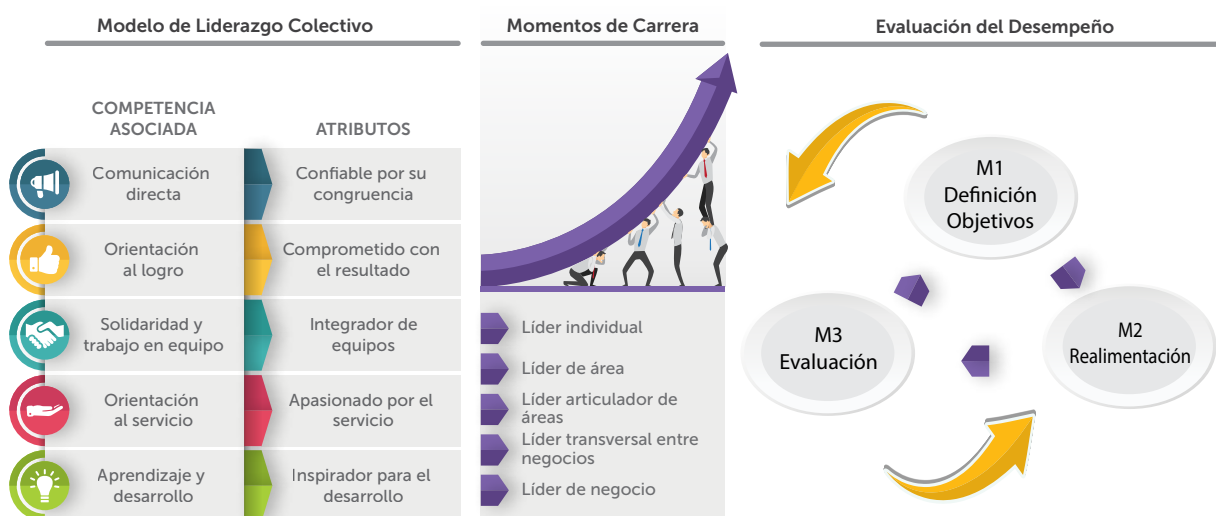 Modelo de Liderazgo Colectivo
COMPETENCIA
ASOCIADA
ATRIBUTOS
Comunicación
directa
Confiable por su
congruencia
Orientación
al logro
Comprometido con
el resultado
Solidaridad y
trabajo en equipo
Integrador de
equipos
Orientación
al servicio
Apasionado por el
servicio
Aprendizaje y
desarrollo
Inspirador para el
desarrollo
Momentos de Carrera
Líder individual
Líder de área
Líder articulador de
áreas
Líder transversal entre
negocios
Líder de negocio
Evaluación del Desempeño
M1
Definición
Objetivos
M2
Realimentación
M3
Evaluación